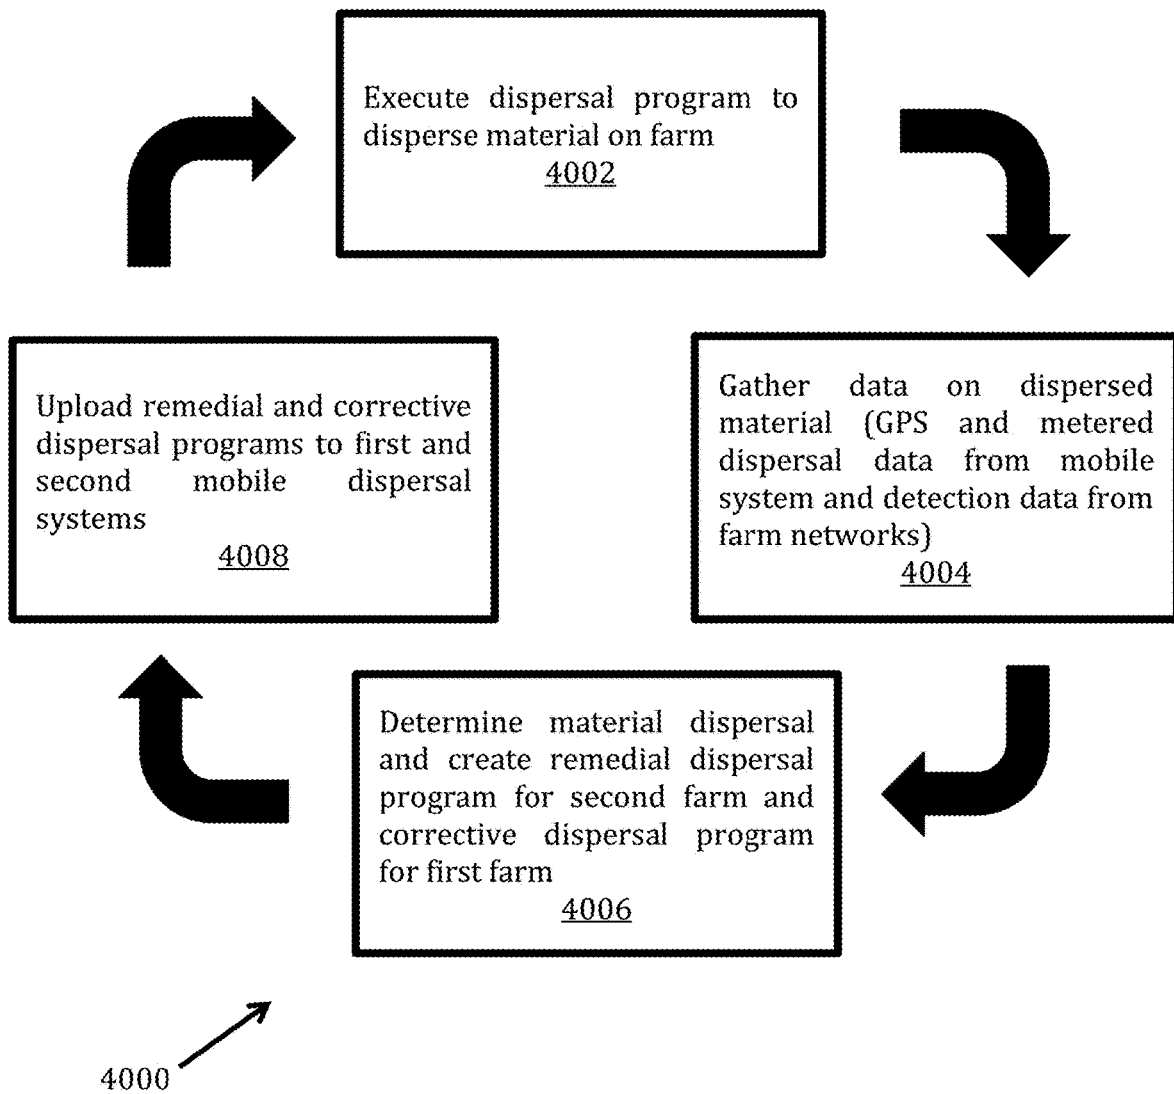 Execute dispersal program to
disperse material on farm
4002
Gather data on dispersed
material (GPS and metered
dispersal data from mobile
system and detection data from
farm networks)
4004
Determine material dispersal
and create remedial dispersal
program for second farm and
corrective dispersal program
for first farm
4006
Upload remedial and corrective
dispersal programs to first and
second mobile dispersal
systems
4008
4000